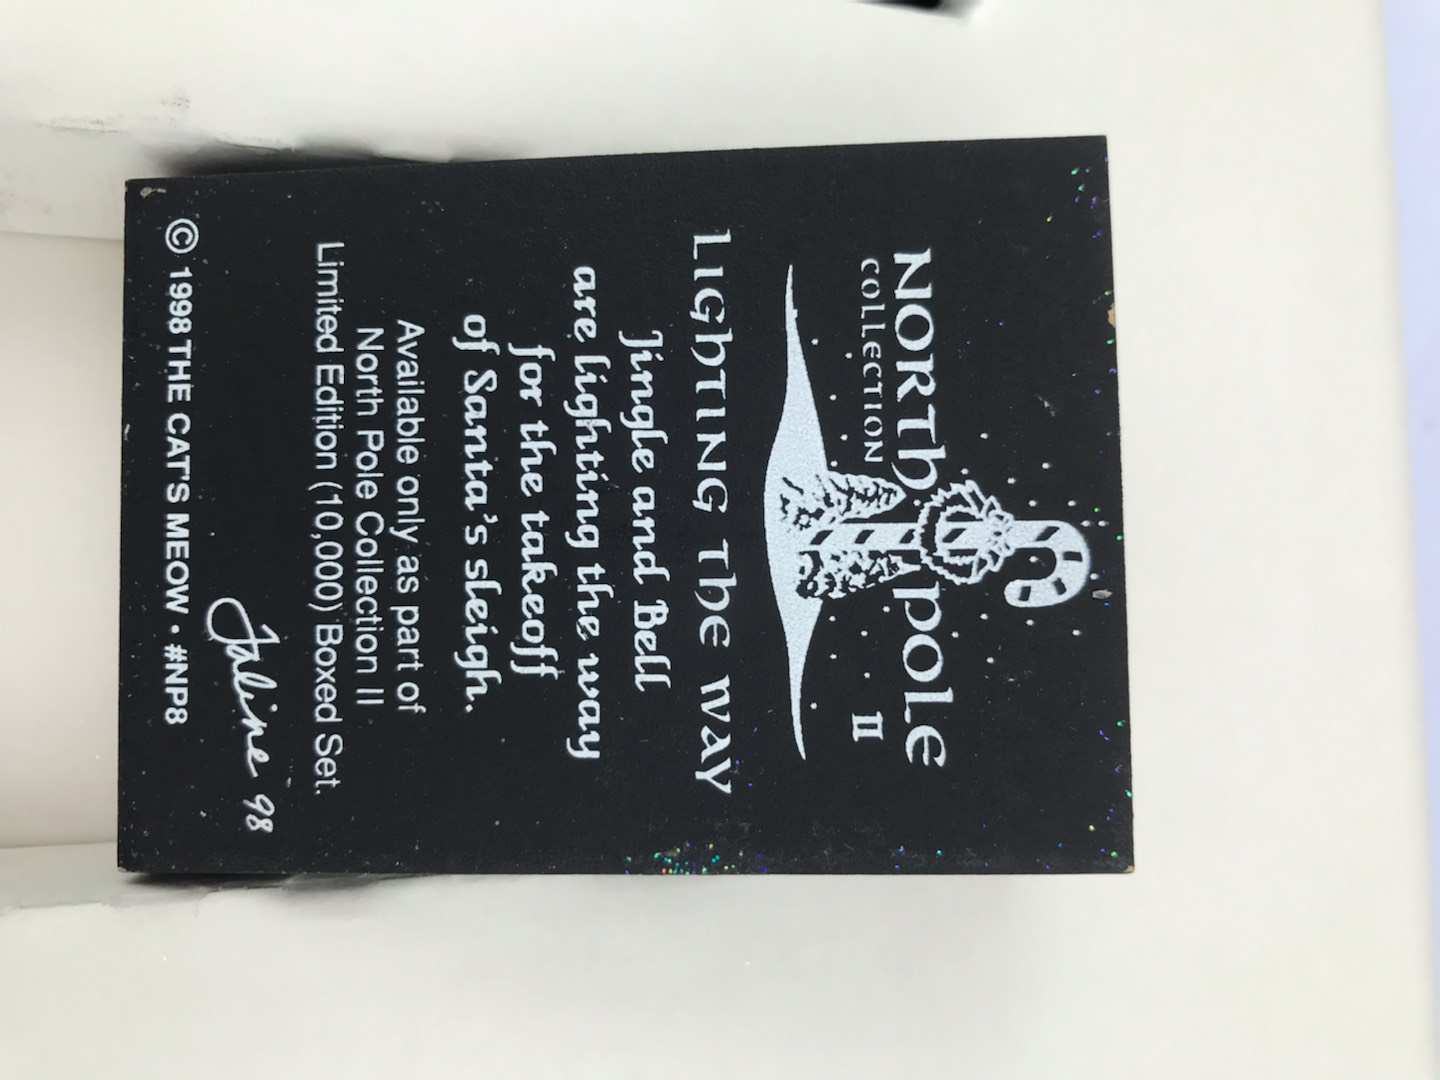 NORTH POLE
COLLECTION II
LIGHTING THE WAY
Jingle and Bell
are lighting the way
for the takeoff
of Santa's sleigh.
Available only as part of
North Pole Collection II
Limited Edition (10,000) Boxed Set.
Faline '98
© 1998 THE CAT'S MEOW • #NP8